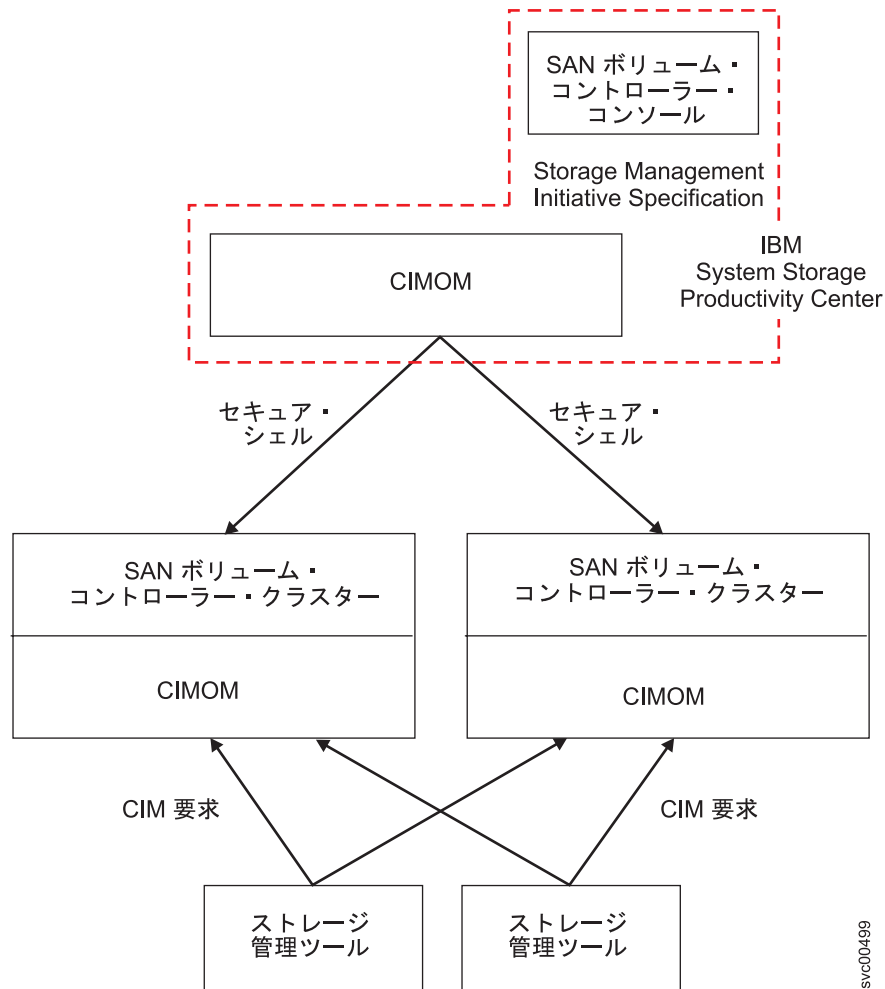 SAN ボリューム・
コントローラー・
コンソール
Storage Management
Initiative Specification
IBM
System Storage
Productivity Center
CIMOM
セキュア・
シェル
セキュア・
シェル
SAN ボリューム・
コントローラー・クラスター
SAN ボリューム・
コントローラー・クラスター
CIMOM
CIMOM
CIM 要求
CIM 要求
ストレージ
管理ツール
ストレージ
管理ツール
svc00499